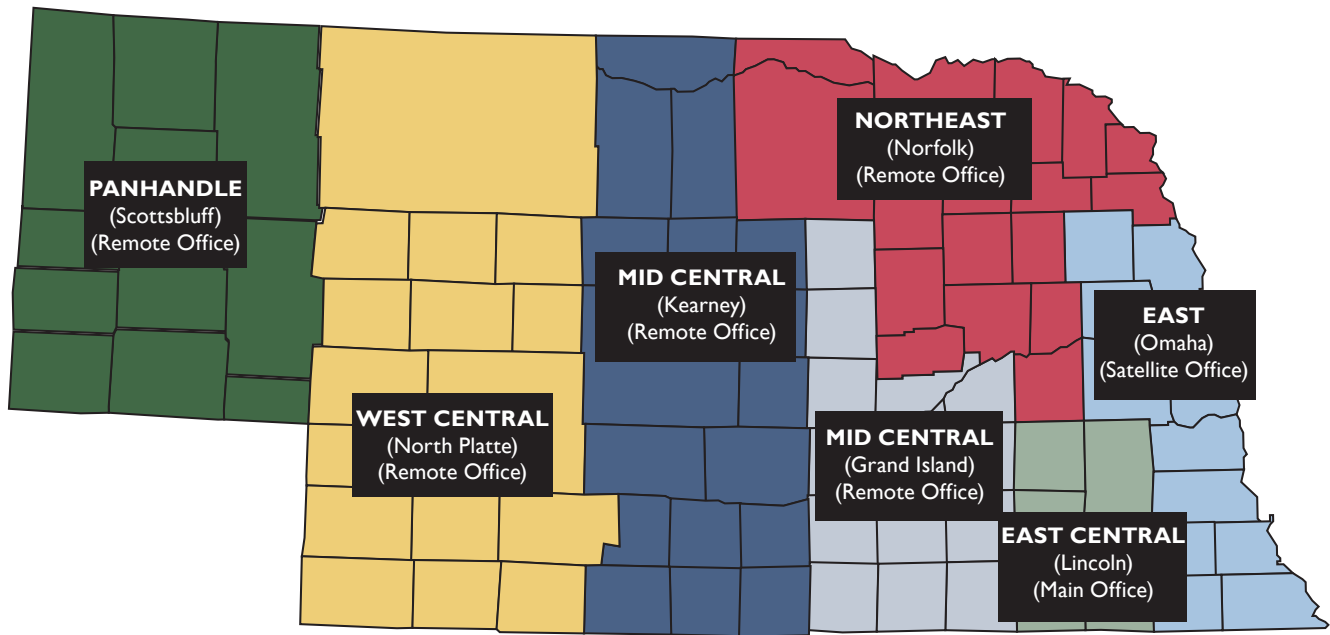 PANHANDLE
(Scottsbluff)
(Remote Office)
WEST CENTRAL
(North Platte)
(Remote Office)
MID CENTRAL
(Kearney)
(Remote Office)
NORTHEAST
(Norfolk)
(Remote Office)
MID CENTRAL
(Grand Island)
(Remote Office)
EAST
(Omaha)
(Satellite Office)
EAST CENTRAL
(Lincoln)
(Main Office)